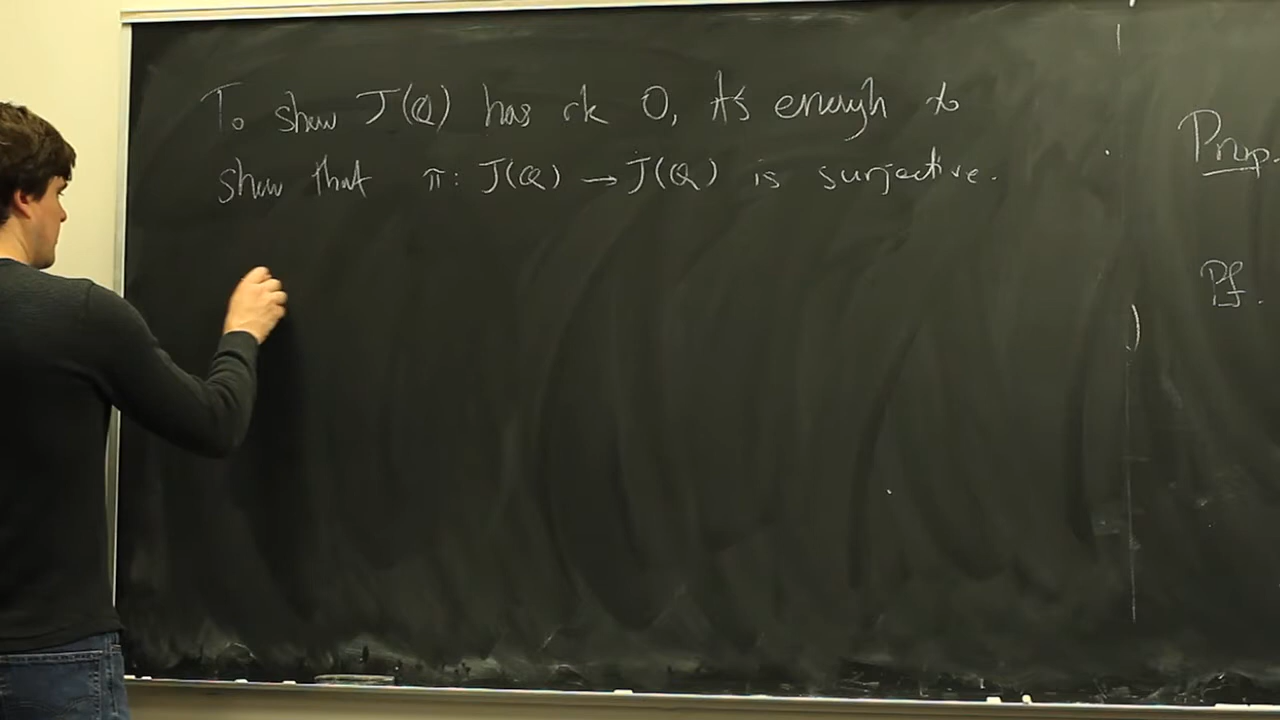 To show J(Q) has rk 0, it's enough to
show that π: J(Q) → J(Q) is surjective.
Prop.
Pf.